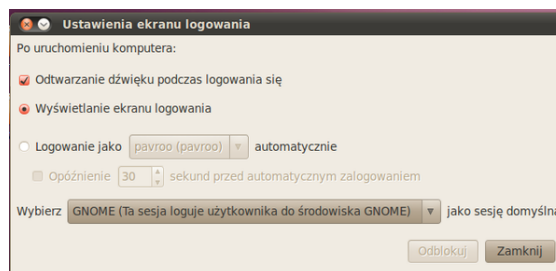 Ustawienia ekranu logowania
Po uruchomieniu komputera:
Odtwarzanie dźwięku podczas logowania się
Wyświetlanie ekranu logowania
Logowanie jako pavroo (pavroo) automatycznie
Opóźnienie 30 sekund przed automatycznym zalogowaniem
Wybierz GNOME (Ta sesja loguje użytkownika do środowiska GNOME) jako sesję domyślną
Odblokuj Zamknij